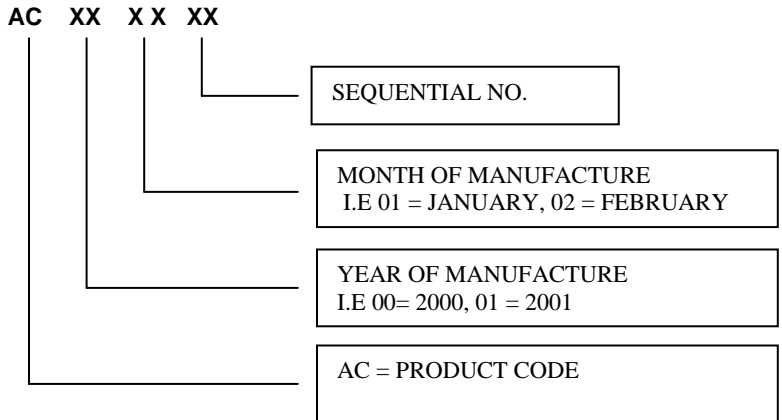 AC XX X X XX
SEQUENTIAL NO.
MONTH OF MANUFACTURE
I.E 01 = JANUARY, 02 = FEBRUARY
YEAR OF MANUFACTURE
I.E 00= 2000, 01 = 2001
AC = PRODUCT CODE